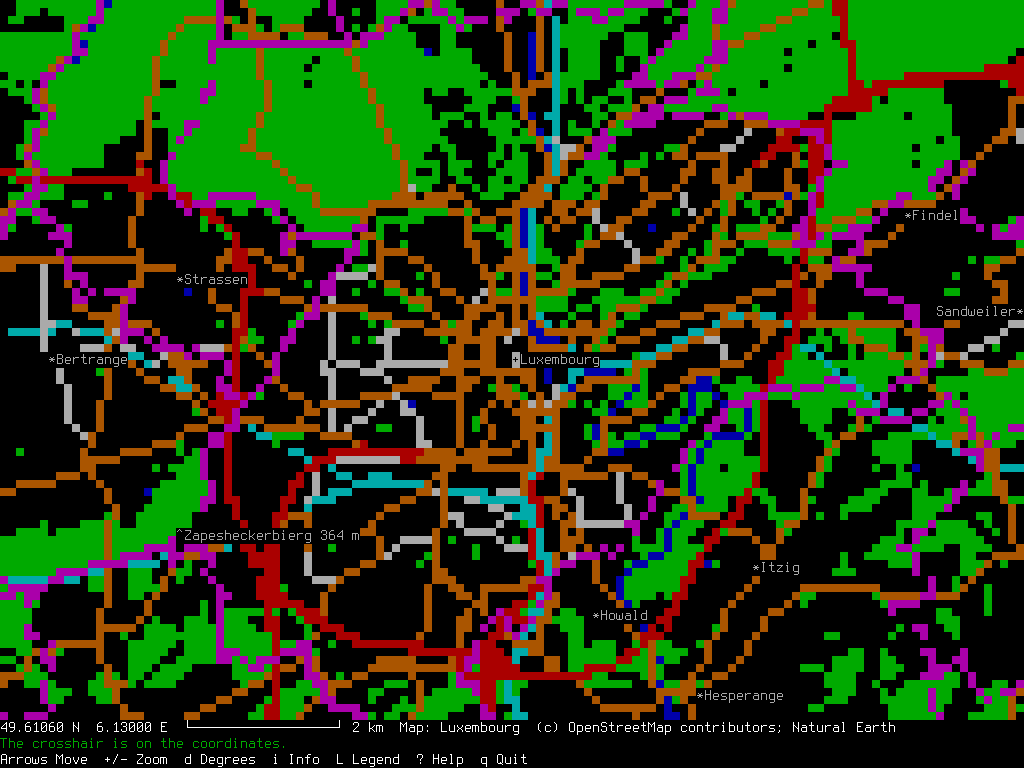 *Findel
*Strassen
Sandweiler*
*Bertrange
+Luxembourg
^Zapesheckerbierg 364 m
*Itzig
*Howald
*Hesperange
49.61060 N  6.13000 E  2 km  Map: Luxembourg  (c) OpenStreetMap contributors; Natural Earth
The crosshair is on the coordinates.
Arrows Move  +/- Zoom  d Degrees  i Info  L Legend  ? Help  q Quit